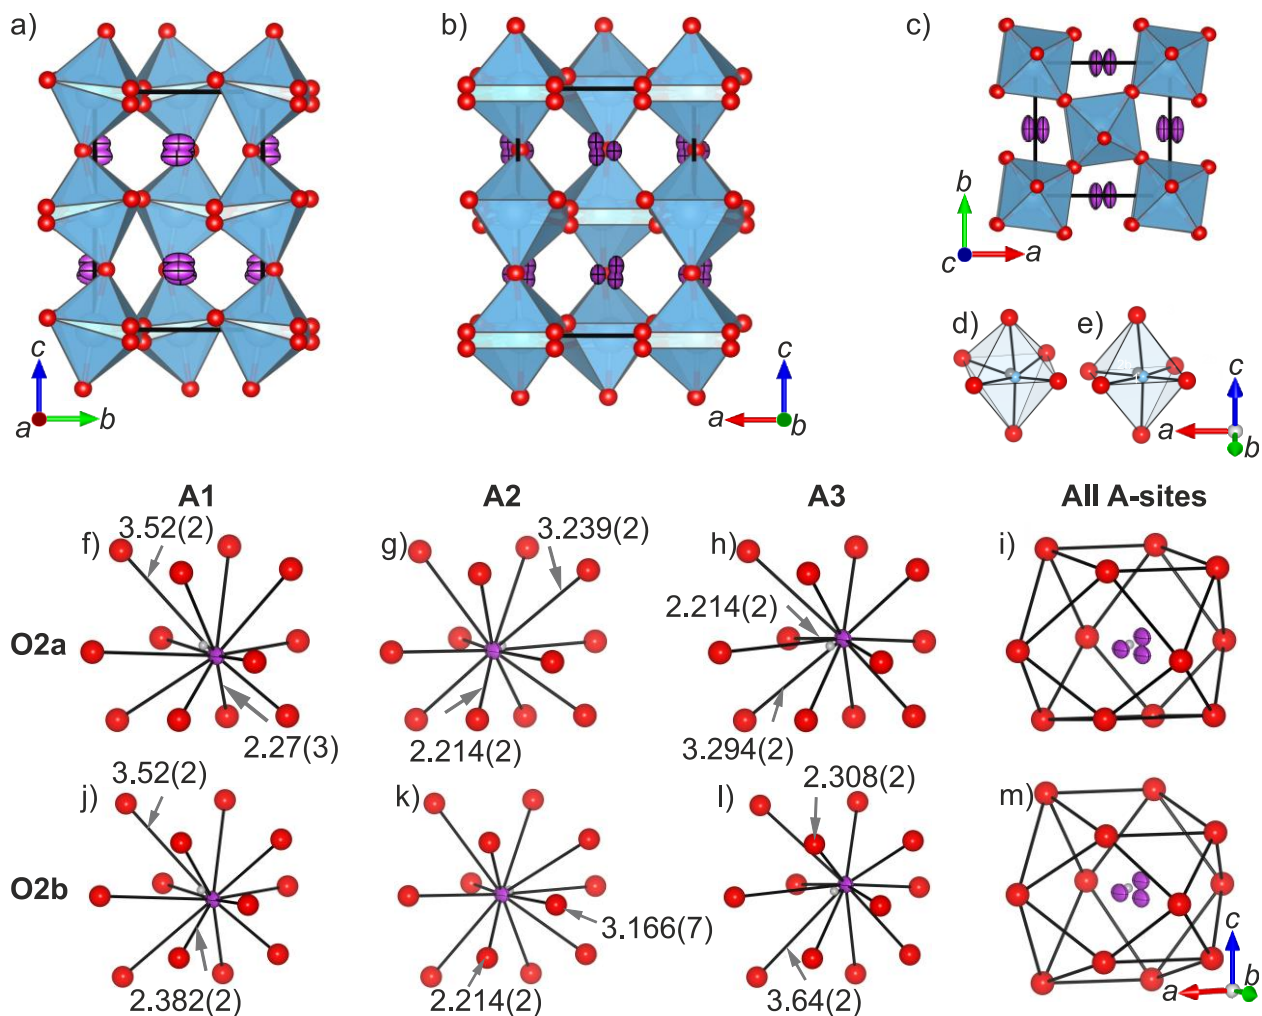 a)
b)
c)
c
a
b
c
a
b
b
c
a
d)
e)
c
a
b
A1
A2
A3
All A-sites
3.52(2)
3.239(2)
f)
g)
h)
i)
2.214(2)
O2a
2.27(3)
2.214(2)
3.294(2)
3.52(2)
2.308(2)
j)
k)
l)
m)
O2b
3.166(7)
c
2.382(2)
2.214(2)
3.64(2)
a
b